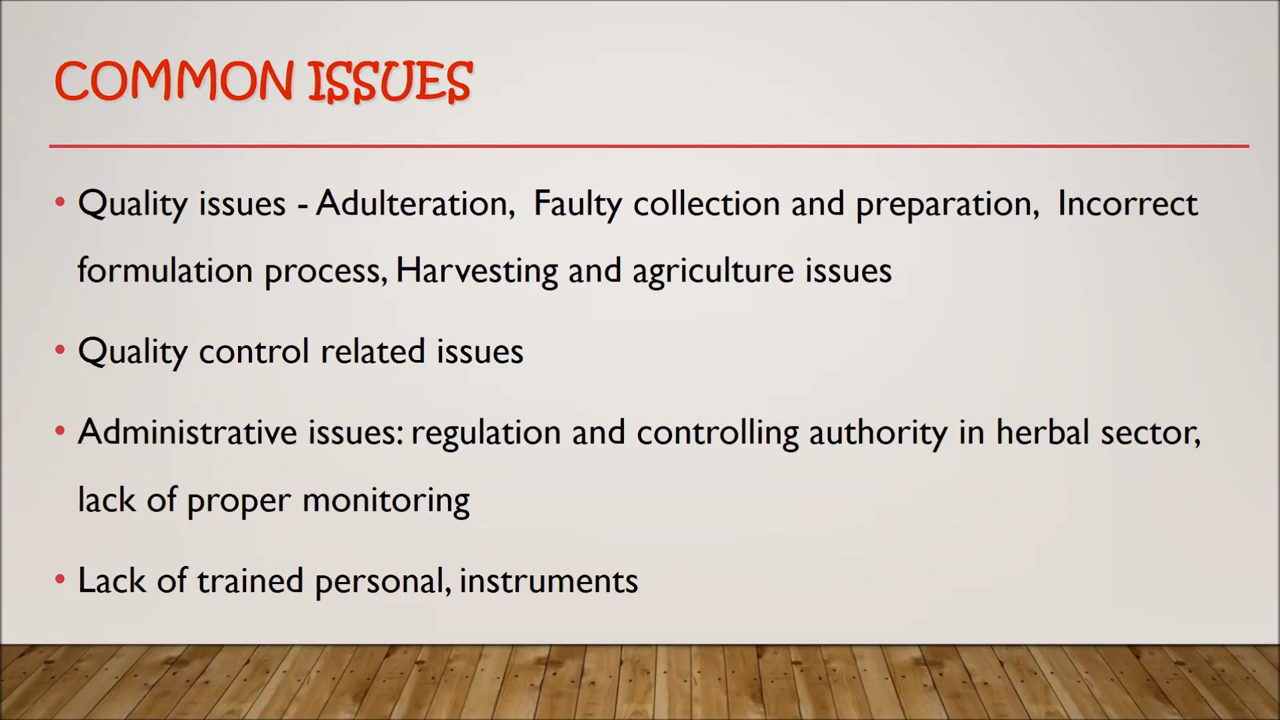 COMMON ISSUES
• Quality issues - Adulteration, Faulty collection and preparation, Incorrect
formulation process, Harvesting and agriculture issues
• Quality control related issues
• Administrative issues: regulation and controlling authority in herbal sector,
lack of proper monitoring
• Lack of trained personal, instruments